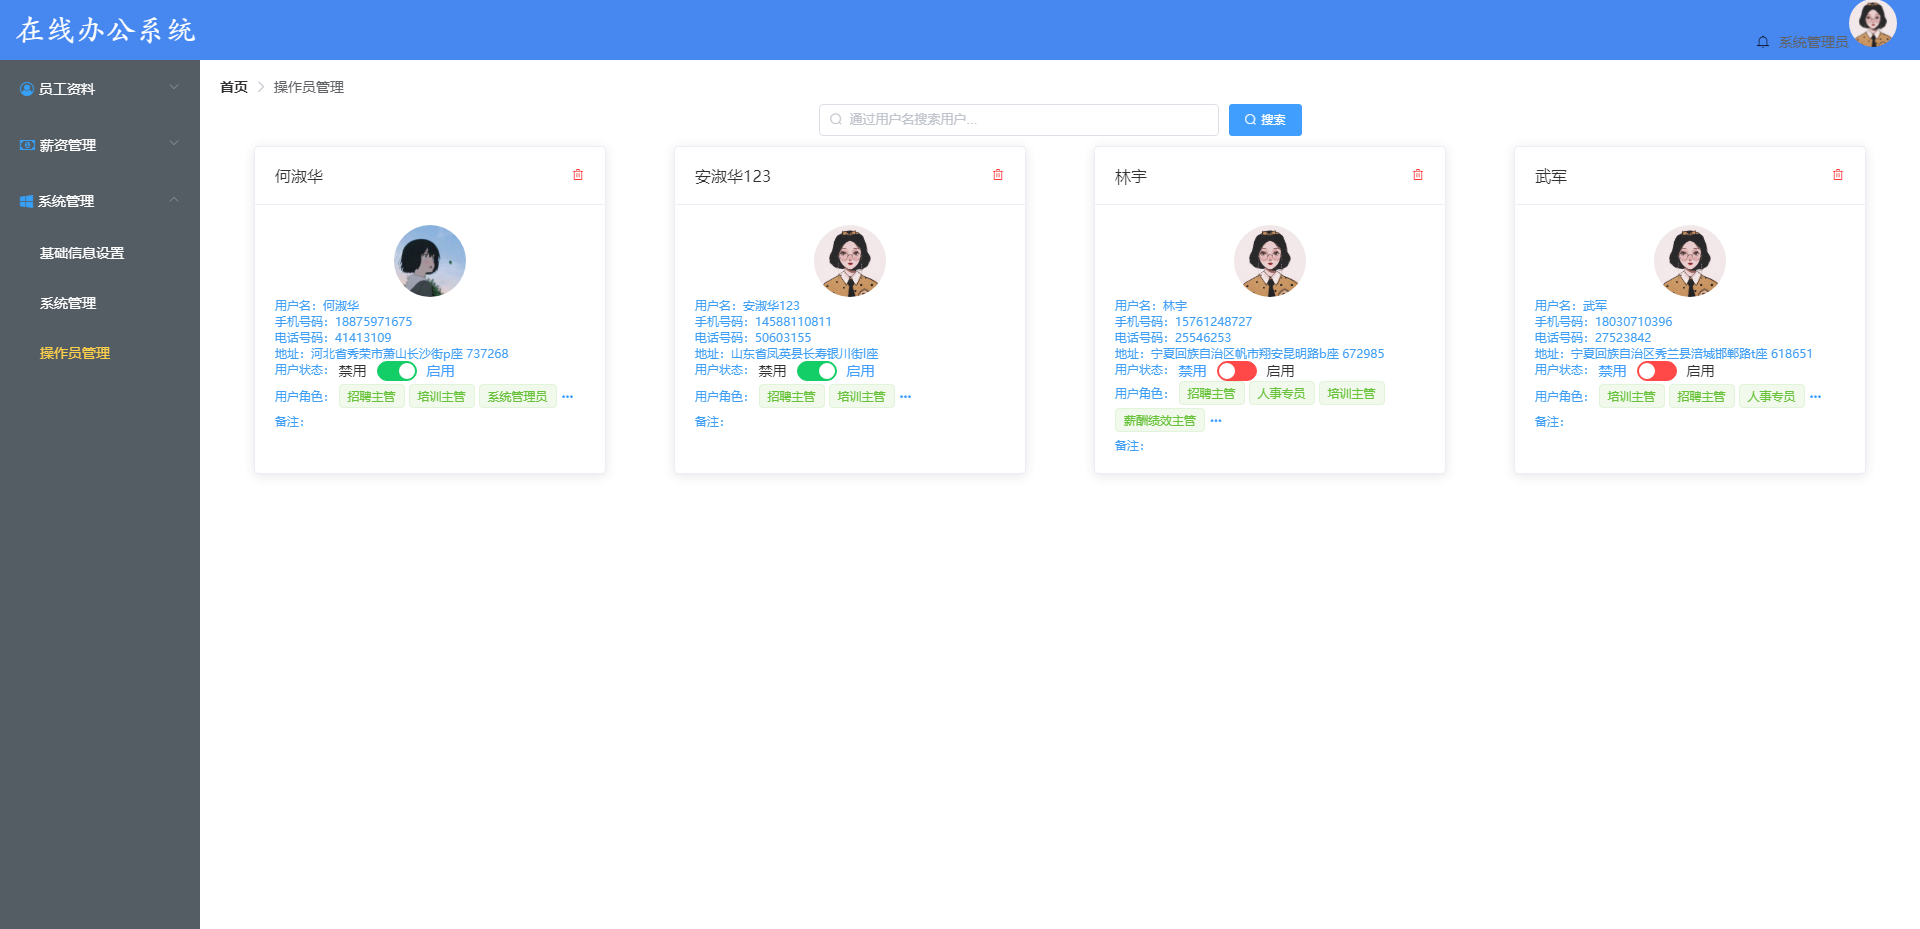 在线办公系统
系统管理员
员工资料
薪资管理
系统管理
基础信息设置
系统管理
操作员管理
首页 > 操作员管理
通过用户名搜索用户...
搜索
何淑华
用户名：何淑华
手机号码：18875971675
电话号码：41413109
地址：河北省秀荣市萧山长沙街p座 737268
用户状态： 禁用 启用
用户角色： 招聘主管 培训主管 系统管理员 ···
备注：
安淑华123
用户名：安淑华123
手机号码：14588110811
电话号码：50603155
地址：山东省凤英县长寿银川街l座
用户状态： 禁用 启用
用户角色： 招聘主管 培训主管 ···
备注：
林宇
用户名：林宇
手机号码：15761248727
电话号码：25546253
地址：宁夏回族自治区帆市翔安昆明路b座 672985
用户状态： 禁用 启用
用户角色： 招聘主管 人事专员 培训主管
薪酬绩效主管 ···
备注：
武军
用户名：武军
手机号码：18030710396
电话号码：27523842
地址：宁夏回族自治区秀兰县涪城邯郸路t座 618651
用户状态： 禁用 启用
用户角色： 培训主管 招聘主管 人事专员 ···
备注：